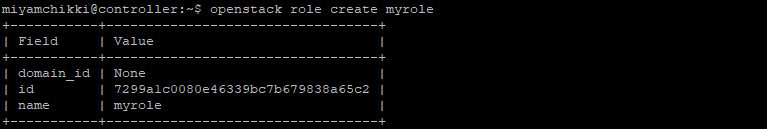 miyamchikki@controller:~$ openstack role create myrole
+-----------+----------------------------------+
| Field     | Value                            |
+-----------+----------------------------------+
| domain_id | None                             |
| id        | 7299a1c0080e46339bc7b679838a65c2 |
| name      | myrole                           |
+-----------+----------------------------------+